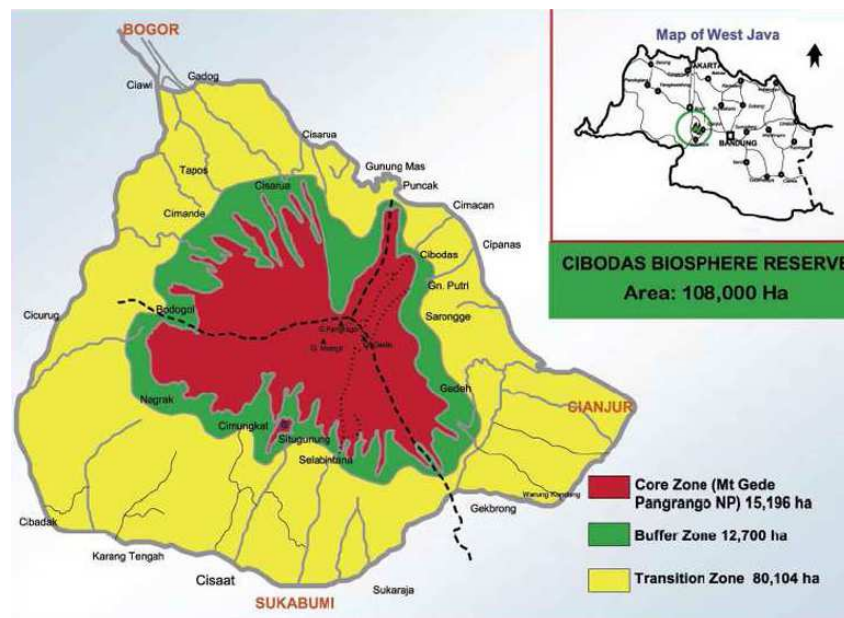 BOGOR
Map of West Java
Ciawi
Gadog
Cisarua
Gunung Mas
Puncak
Tapos
Cisarua
Cimande
Cimacan
Cipanas
Cibodas
Gn. Putri
Sarongge
BANDUNG
CIBODAS BIOSPHERE RESERVE
Area: 108,000 Ha
Cicurug
Bodogol
G.Pangrango
Gedeh
CIANJUR
Nagrak
Cimungkat
Situgunung
Selabintana
Warung Kondang
Gekbrong
Cibadak
Karang Tengah
Cisaat
SUKABUMI
Sukaraja
Core Zone (Mt Gede
Pangrango NP) 15,196 ha
Buffer Zone 12,700 ha
Transition Zone 80,104 ha